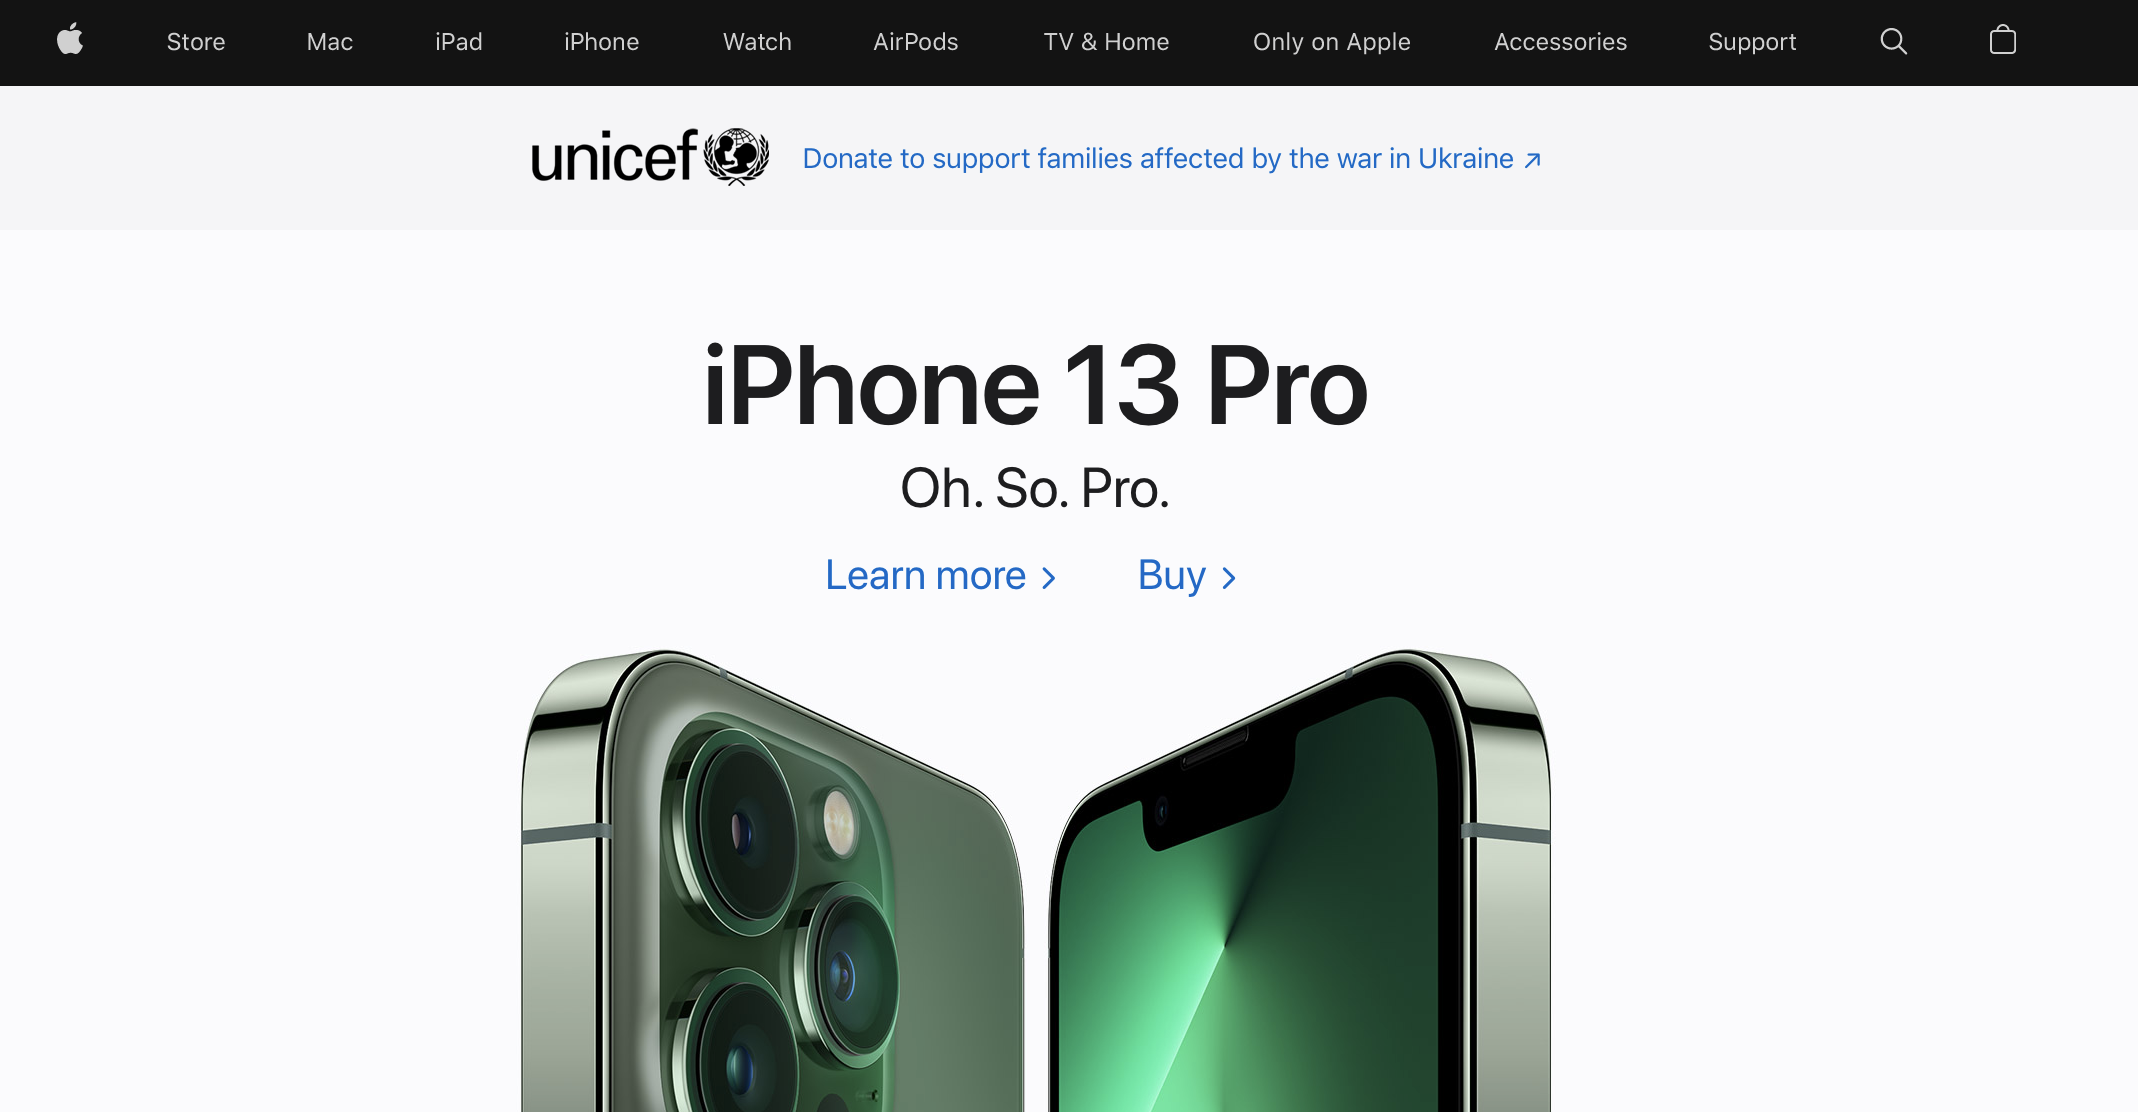 Store Mac iPad iPhone Watch AirPods TV & Home Only on Apple Accessories Support
unicef Donate to support families affected by the war in Ukraine
iPhone 13 Pro
Oh. So. Pro.
Learn more Buy